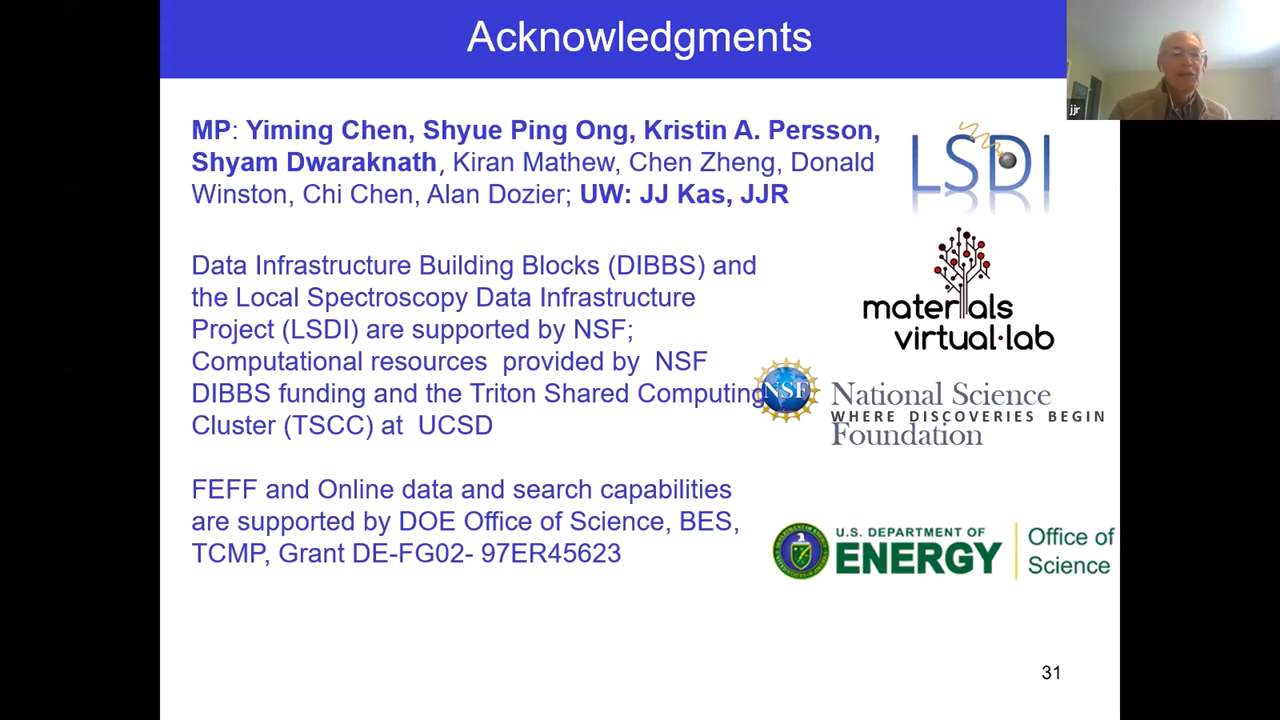 Acknowledgments
jjr
MP: Yiming Chen, Shyue Ping Ong, Kristin A. Persson,
Shyam Dwaraknath, Kiran Mathew, Chen Zheng, Donald
Winston, Chi Chen, Alan Dozier; UW: JJ Kas, JJR
LSDI
Data Infrastructure Building Blocks (DIBBS) and
the Local Spectroscopy Data Infrastructure
Project (LSDI) are supported by NSF;
Computational resources  provided by  NSF
DIBBS funding and the Triton Shared Computing
Cluster (TSCC) at  UCSD
materials
virtual·lab
NSF
National Science
WHERE DISCOVERIES BEGIN
Foundation
FEFF and Online data and search capabilities
are supported by DOE Office of Science, BES,
TCMP, Grant DE-FG02- 97ER45623
U.S. DEPARTMENT OF
ENERGY
Office of
Science
31